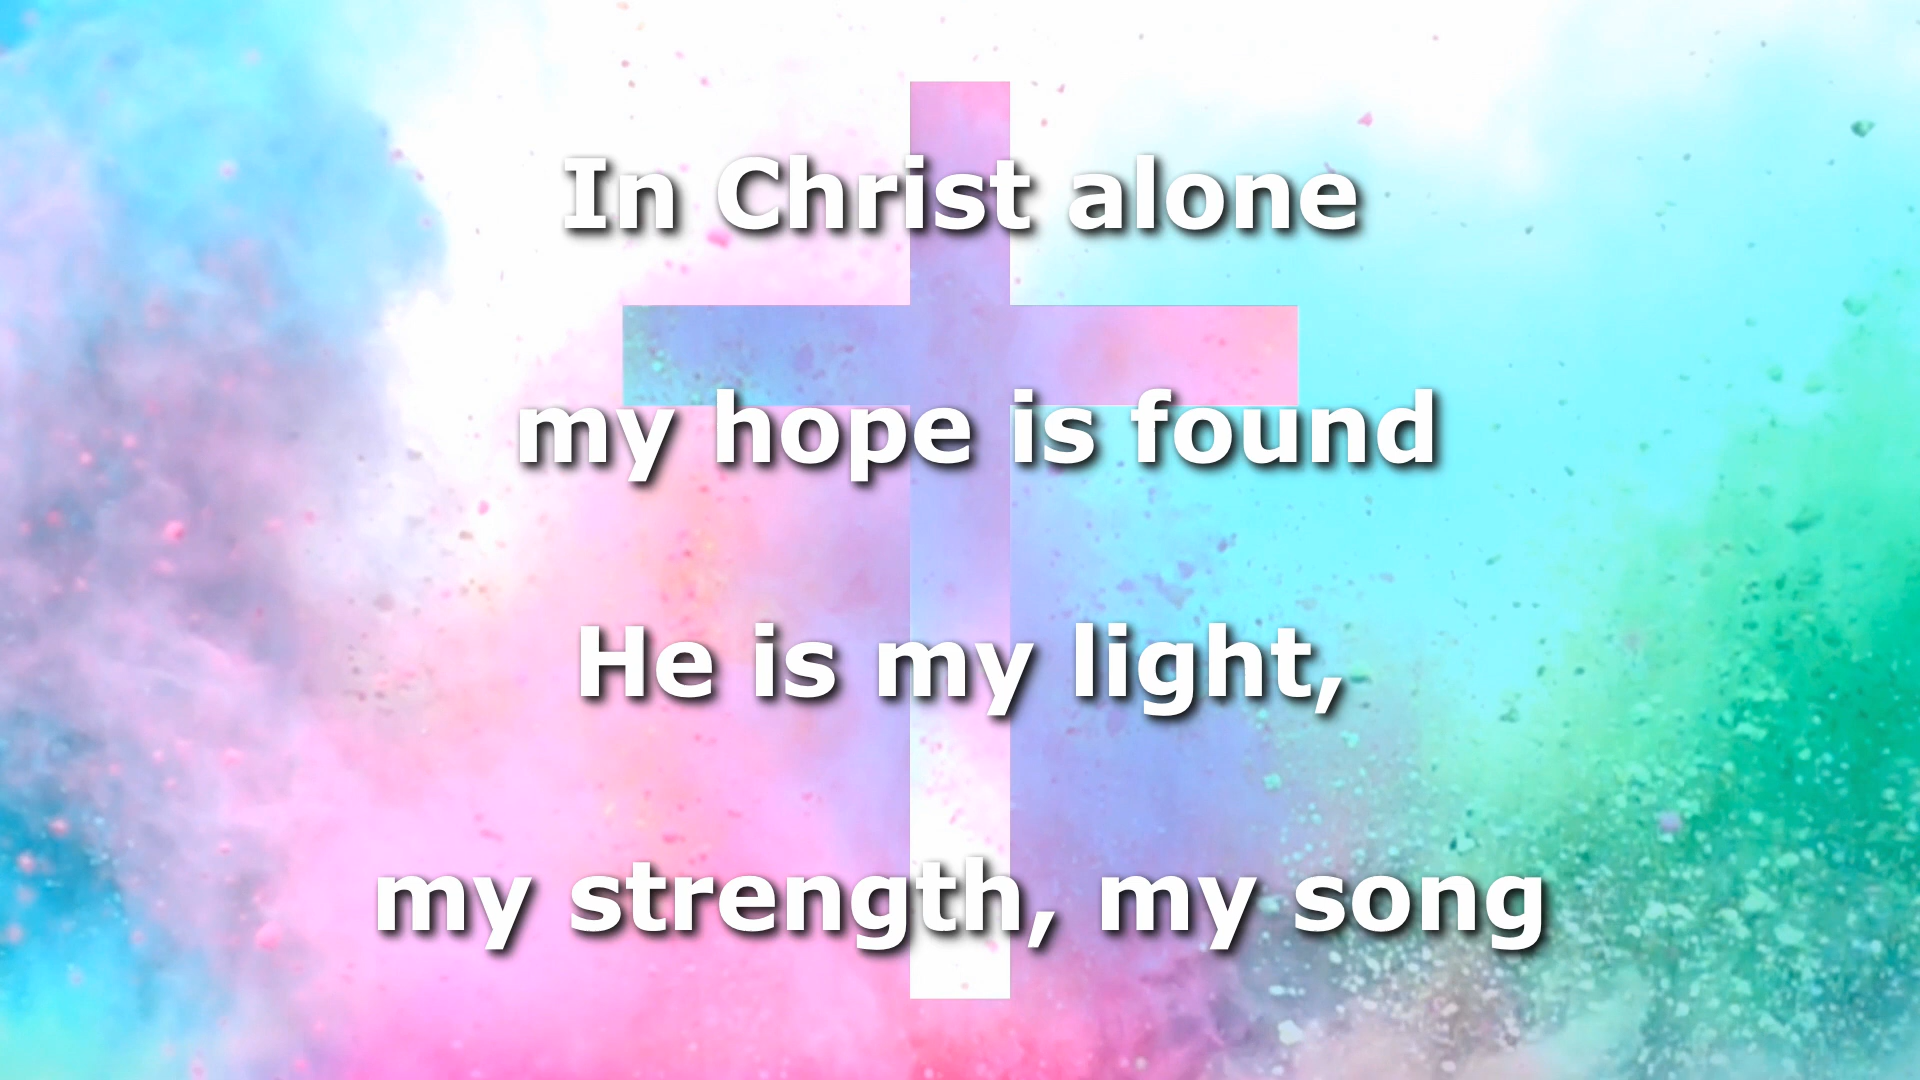 In Christ alone
my hope is found
He is my light,
my strength, my song